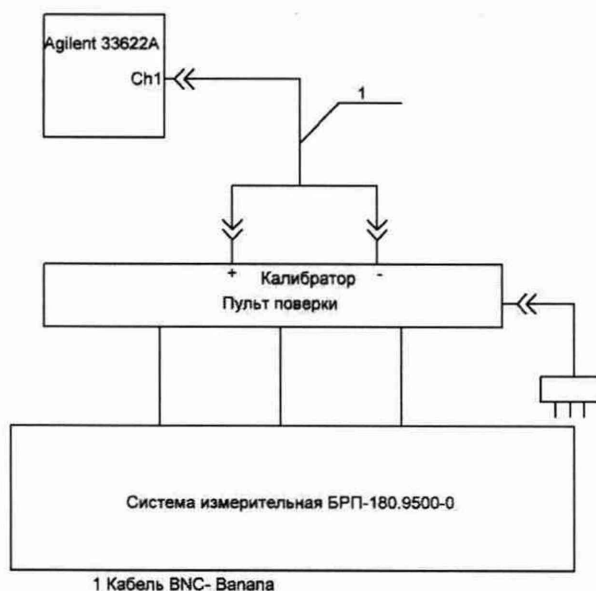 Agilent 33622A
Ch1
1
+ Калибратор -
Пульт поверки
Система измерительная БРП-180.9500-0
1 Кабель BNC- Banana